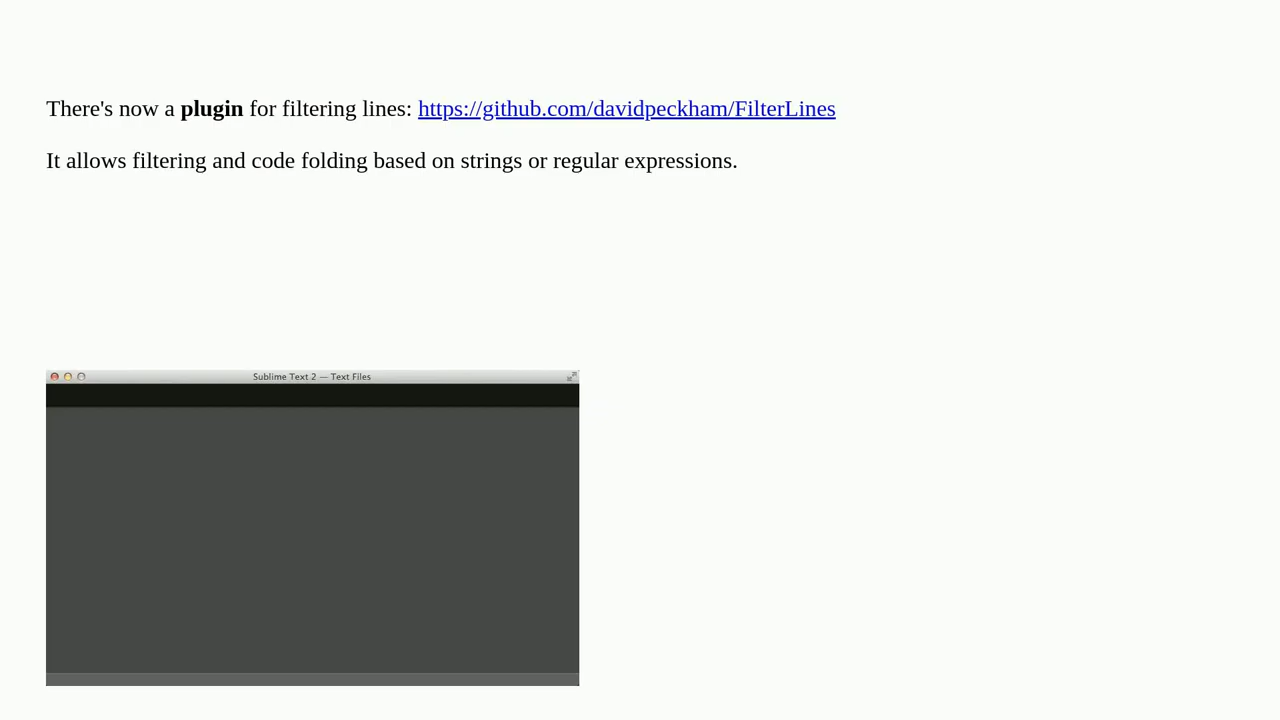 There's now a plugin for filtering lines: https://github.com/davidpeckham/FilterLines
It allows filtering and code folding based on strings or regular expressions.
Sublime Text 2 — Text Files